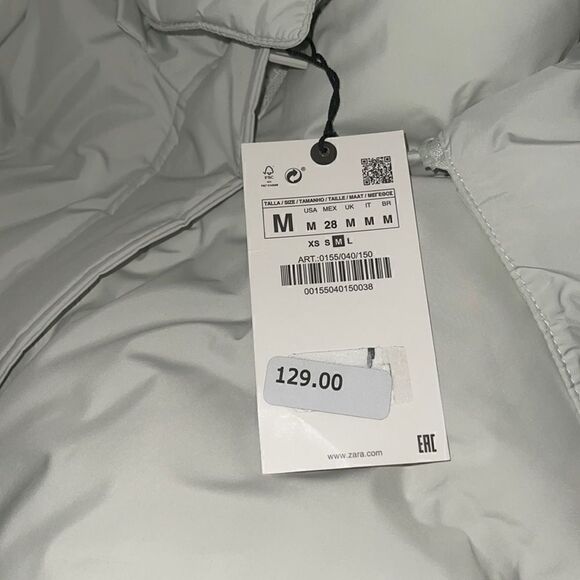 FSC
TALLA / SIZE / TAMANHO / TAILLE / MAAT / ΜΕΓΕΘΟΣ
USA MEX UK IT BR
M M 28 M M M
XS S M L
ART.:0155/040/150
00155040150038
129.00
www.zara.com
EAC